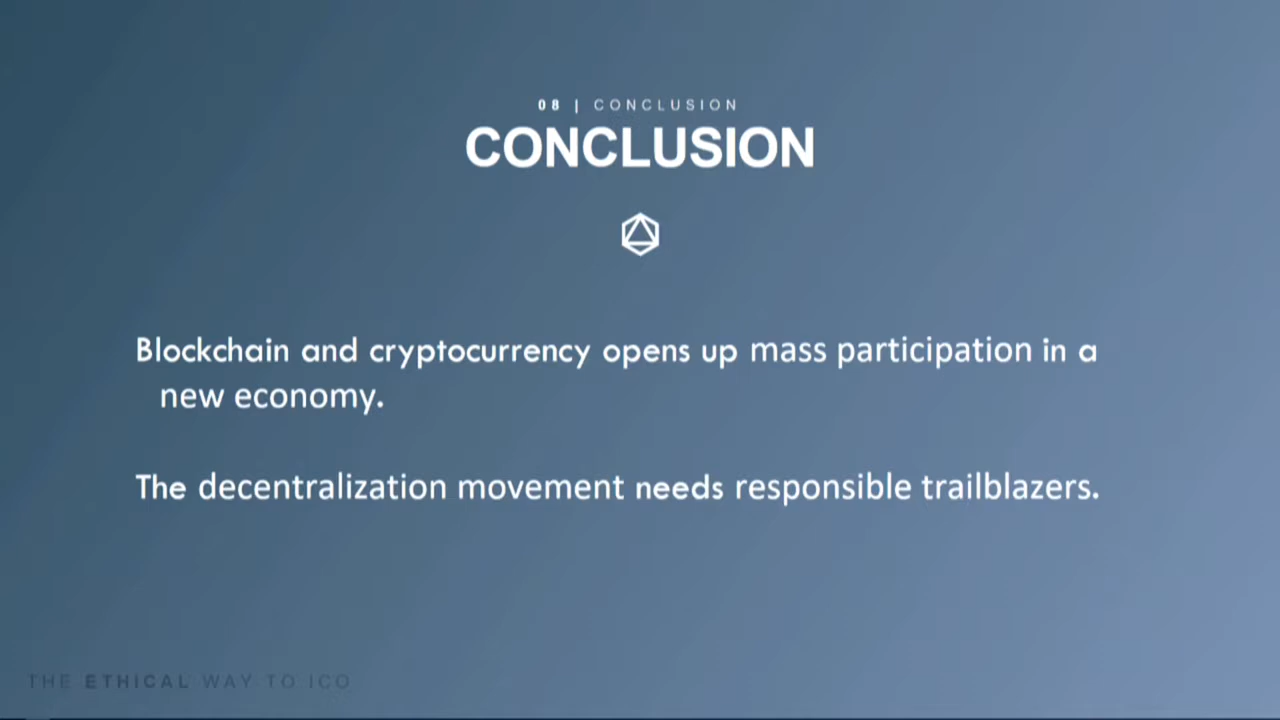 08 | CONCLUSION
CONCLUSION
Blockchain and cryptocurrency opens up mass participation in a
new economy.
The decentralization movement needs responsible trailblazers.
THE ETHICAL WAY TO ICO